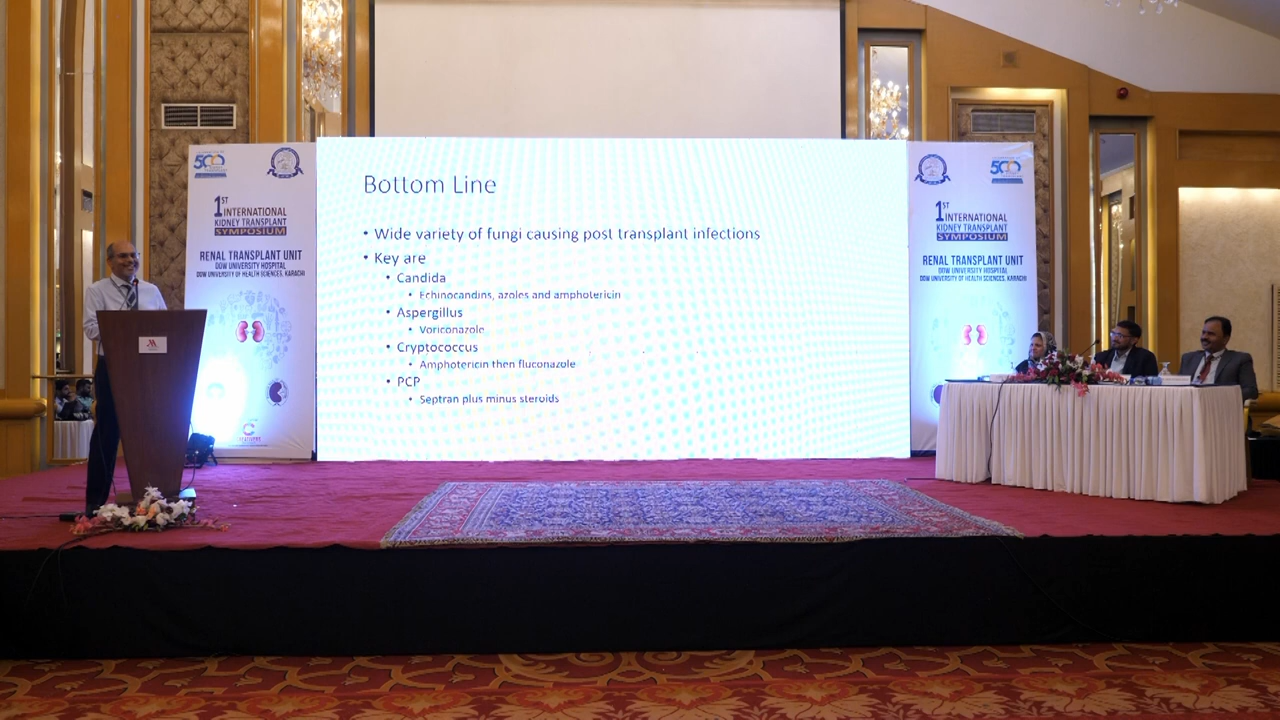 500
1ST
INTERNATIONAL
KIDNEY TRANSPLANT
SYMPOSIUM
RENAL TRANSPLANT UNIT
DOW UNIVERSITY HOSPITAL
DOW UNIVERSITY OF HEALTH SCIENCES, KARACHI
Bottom Line
• Wide variety of fungi causing post transplant infections
• Key are
• Candida
• Echinocandins, azoles and amphotericin
• Aspergillus
• Voriconazole
• Cryptococcus
• Amphotericin then fluconazole
• PCP
• Septran plus minus steroids
500
1ST
INTERNATIONAL
KIDNEY TRANSPLANT
SYMPOSIUM
RENAL TRANSPLANT UNIT
DOW UNIVERSITY HOSPITAL
DOW UNIVERSITY OF HEALTH SCIENCES, KARACHI